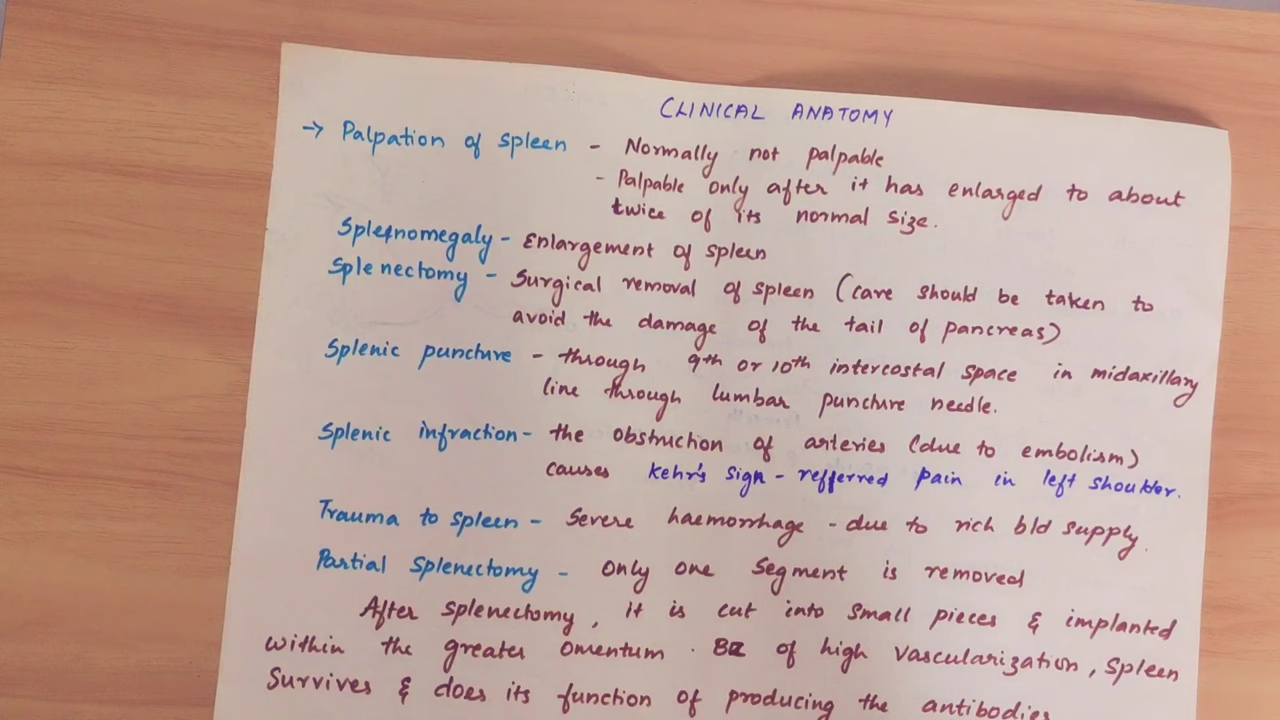 CLINICAL ANATOMY
→ Palpation of spleen - Normally not palpable
- Palpable only after it has enlarged to about
twice of its normal size.
Splenomegaly - Enlargement of spleen
Splenectomy - Surgical removal of spleen (care should be taken to
avoid the damage of the tail of pancreas)
Splenic puncture - through 9th or 10th intercostal space in midaxillary
line through lumbar puncture needle.
Splenic infraction - the obstruction of arteries (due to embolism)
causes Kehr's sign - refferred pain in left shoulder.
Trauma to spleen - Severe haemorrhage - due to rich bld supply.
Partial Splenectomy - only one segment is removed
After splenectomy, it is cut into small pieces & implanted
within the greater omentum. Bz of high vascularization, spleen
Survives & does its function of producing the antibodies